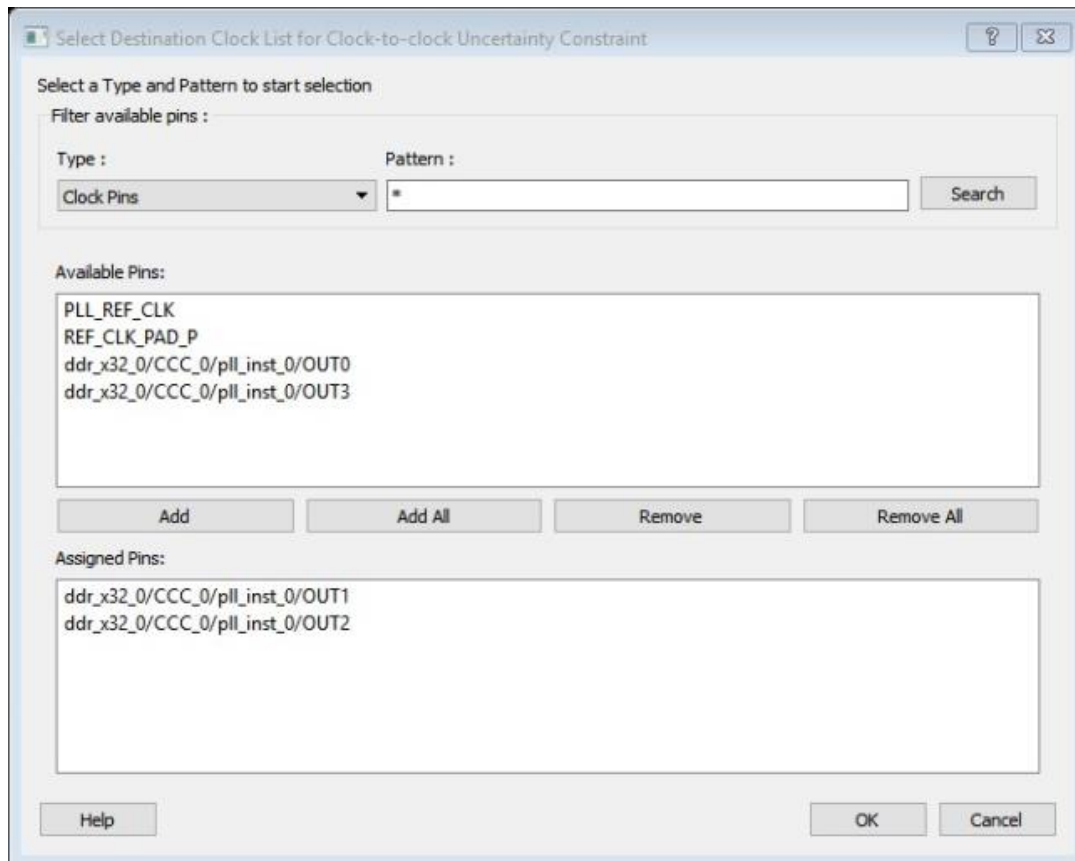 Select Destination Clock List for Clock-to-clock Uncertainty Constraint
Select a Type and Pattern to start selection
Filter available pins :
Type : Pattern :
Clock Pins * Search
Available Pins:
PLL_REF_CLK
REF_CLK_PAD_P
ddr_x32_0/CCC_0/pll_inst_0/OUT0
ddr_x32_0/CCC_0/pll_inst_0/OUT3
Add Add All Remove Remove All
Assigned Pins:
ddr_x32_0/CCC_0/pll_inst_0/OUT1
ddr_x32_0/CCC_0/pll_inst_0/OUT2
Help OK Cancel